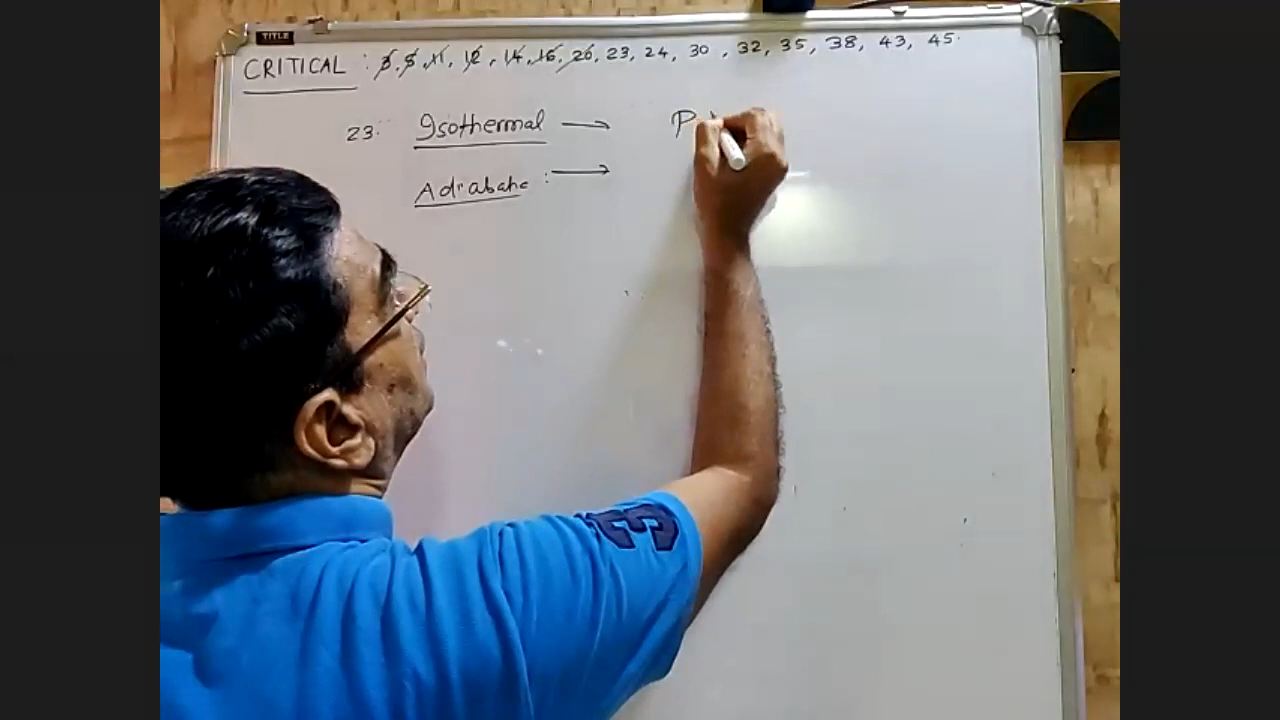 TITLE
CRITICAL : 3, 5, 11, 12, 14, 16, 20, 23, 24, 30, 32, 35, 38, 43, 45.
23. Isothermal → P
Adiabatic : →
3